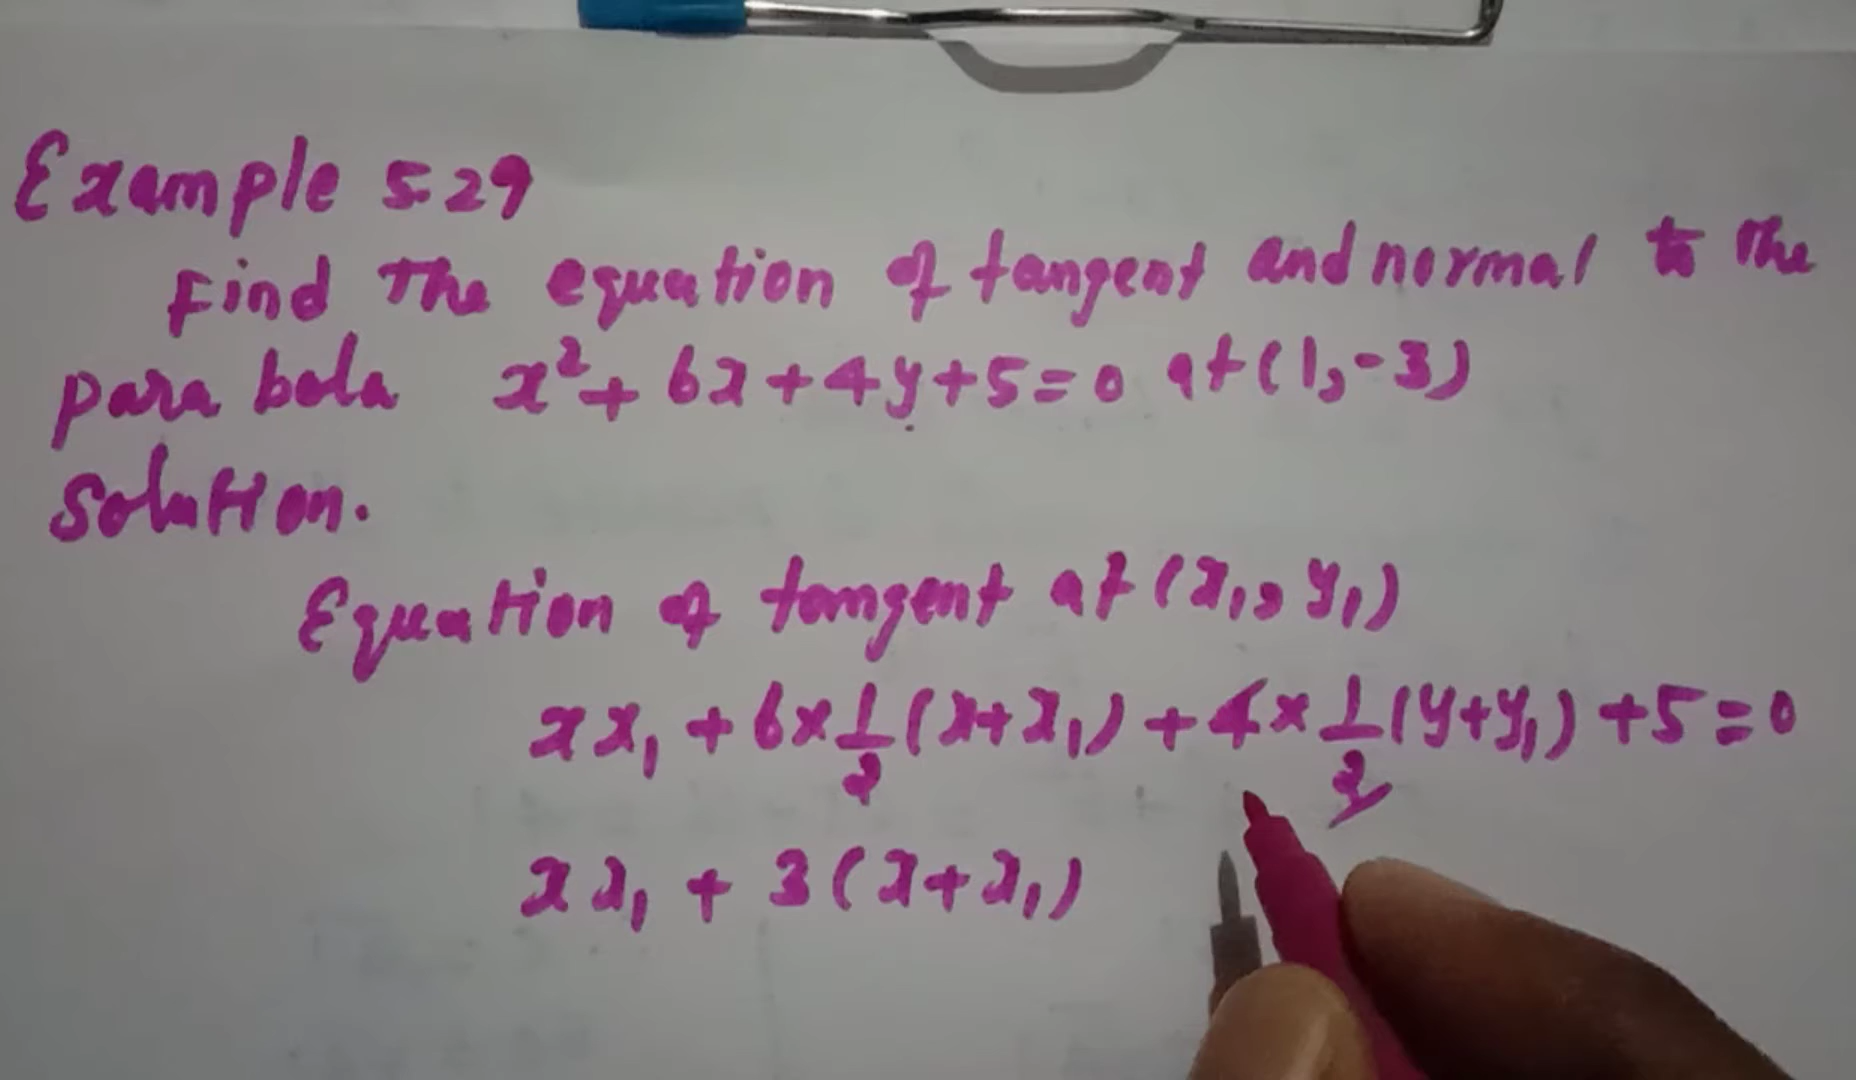 Example 5.29
Find The equation of tangent and normal to the
parabola x²+ 6x+4y+5=0 at(1,-3)
Solution.
Equation of tangent at (x₁, y₁)
xx₁ + 6×1/2(x+x₁) + 4×1/2(y+y₁) +5=0
xx₁ + 3(x+x₁)